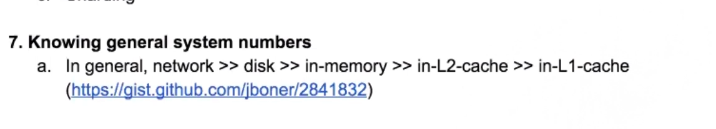 7. Knowing general system numbers
a. In general, network >> disk >> in-memory >> in-L2-cache >> in-L1-cache
(https://gist.github.com/jboner/2841832)